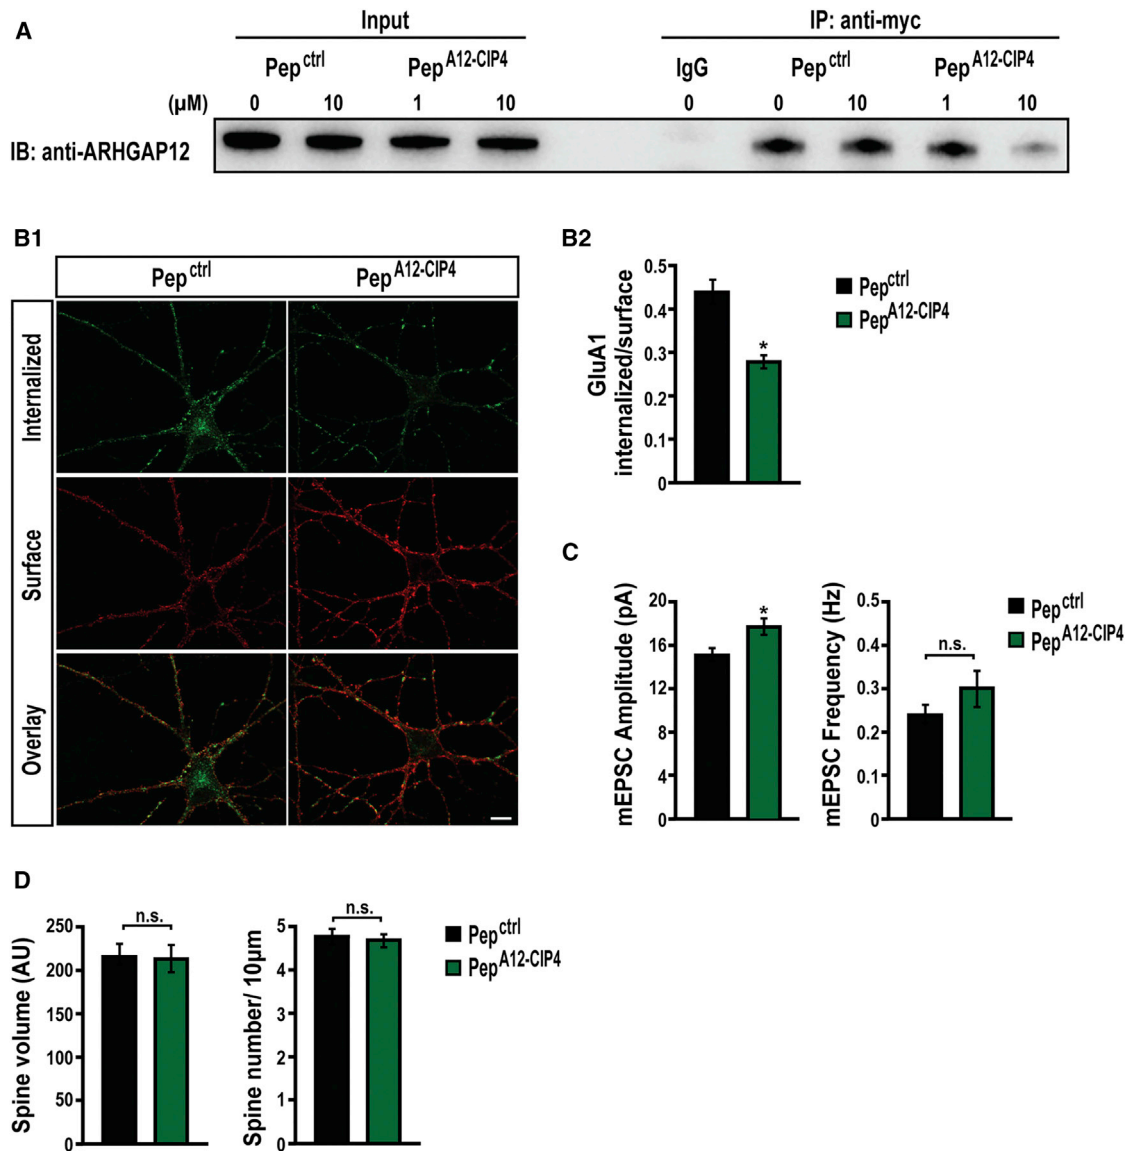 A
Input
IP: anti-myc
Pep ctrl
Pep A12-CIP4
IgG
Pep ctrl
Pep A12-CIP4
(µM)
0 10 1 10 0 0 10 1 10
IB: anti-ARHGAP12
B1
Pep ctrl
Pep A12-CIP4
Internalized
Surface
Overlay
B2
GluA1
internalized/surface
0.5
0.4
0.3
0.2
0.1
0
*
Pep ctrl
Pep A12-CIP4
C
mEPSC Amplitude (pA)
20
16
12
8
4
0
*
mEPSC Frequency (Hz)
0.5
0.4
0.3
0.2
0.1
0
n.s.
Pep ctrl
Pep A12-CIP4
D
Spine volume (AU)
250
200
150
100
50
0
n.s.
Spine number/ 10µm
5
4
3
2
1
0
n.s.
Pep ctrl
Pep A12-CIP4